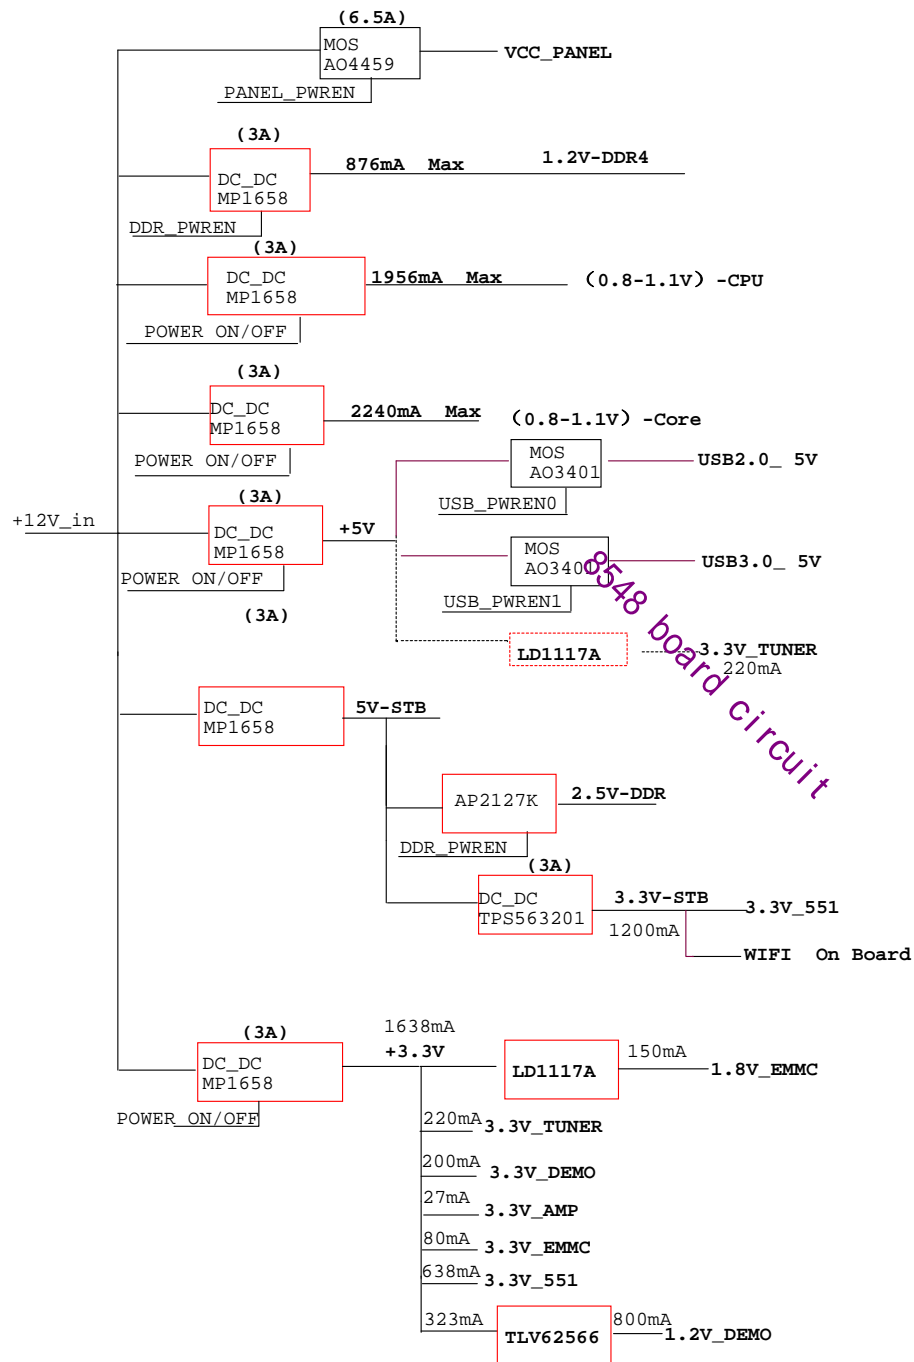 (6.5A)
MOS
AO4459
VCC_PANEL
PANEL_PWREN
(3A)
876mA Max
1.2V-DDR4
DC_DC
MP1658
DDR_PWREN
(3A)
DC_DC
MP1658
1956mA Max
(0.8-1.1V) -CPU
POWER ON/OFF
(3A)
DC_DC
MP1658
2240mA Max
(0.8-1.1V) -Core
POWER ON/OFF
MOS
AO3401
USB2.0_ 5V
USB_PWREN0
(3A)
+12V_in
DC_DC
MP1658
+5V
POWER ON/OFF
MOS
AO3401
USB3.0_ 5V
USB_PWREN1
(3A)
LD1117A
3.3V_TUNER
220mA
8548 board circuit
DC_DC
MP1658
5V-STB
AP2127K
2.5V-DDR
DDR_PWREN
(3A)
DC_DC
TPS563201
3.3V-STB
1200mA
3.3V_551
WIFI On Board
(3A)
DC_DC
MP1658
1638mA
+3.3V
POWER ON/OFF
LD1117A
150mA
1.8V_EMMC
220mA
3.3V_TUNER
200mA
3.3V_DEMO
27mA
3.3V_AMP
80mA
3.3V_EMMC
638mA
3.3V_551
323mA
TLV62566
800mA
1.2V_DEMO